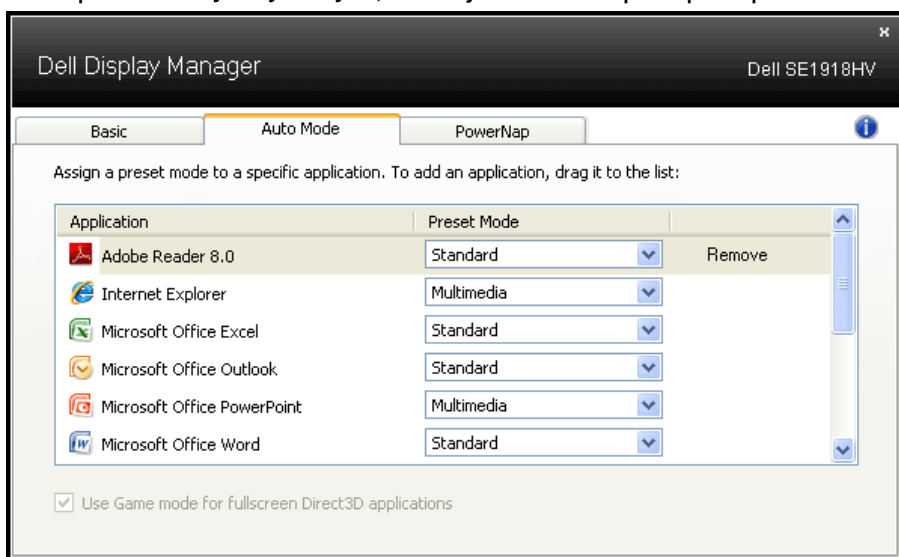 Dell Display Manager
Dell SE1918HV
Basic
Auto Mode
PowerNap
Assign a preset mode to a specific application. To add an application, drag it to the list:
Application Preset Mode
Adobe Reader 8.0 Standard Remove
Internet Explorer Multimedia
Microsoft Office Excel Standard
Microsoft Office Outlook Standard
Microsoft Office PowerPoint Multimedia
Microsoft Office Word Standard
Use Game mode for fullscreen Direct3D applications